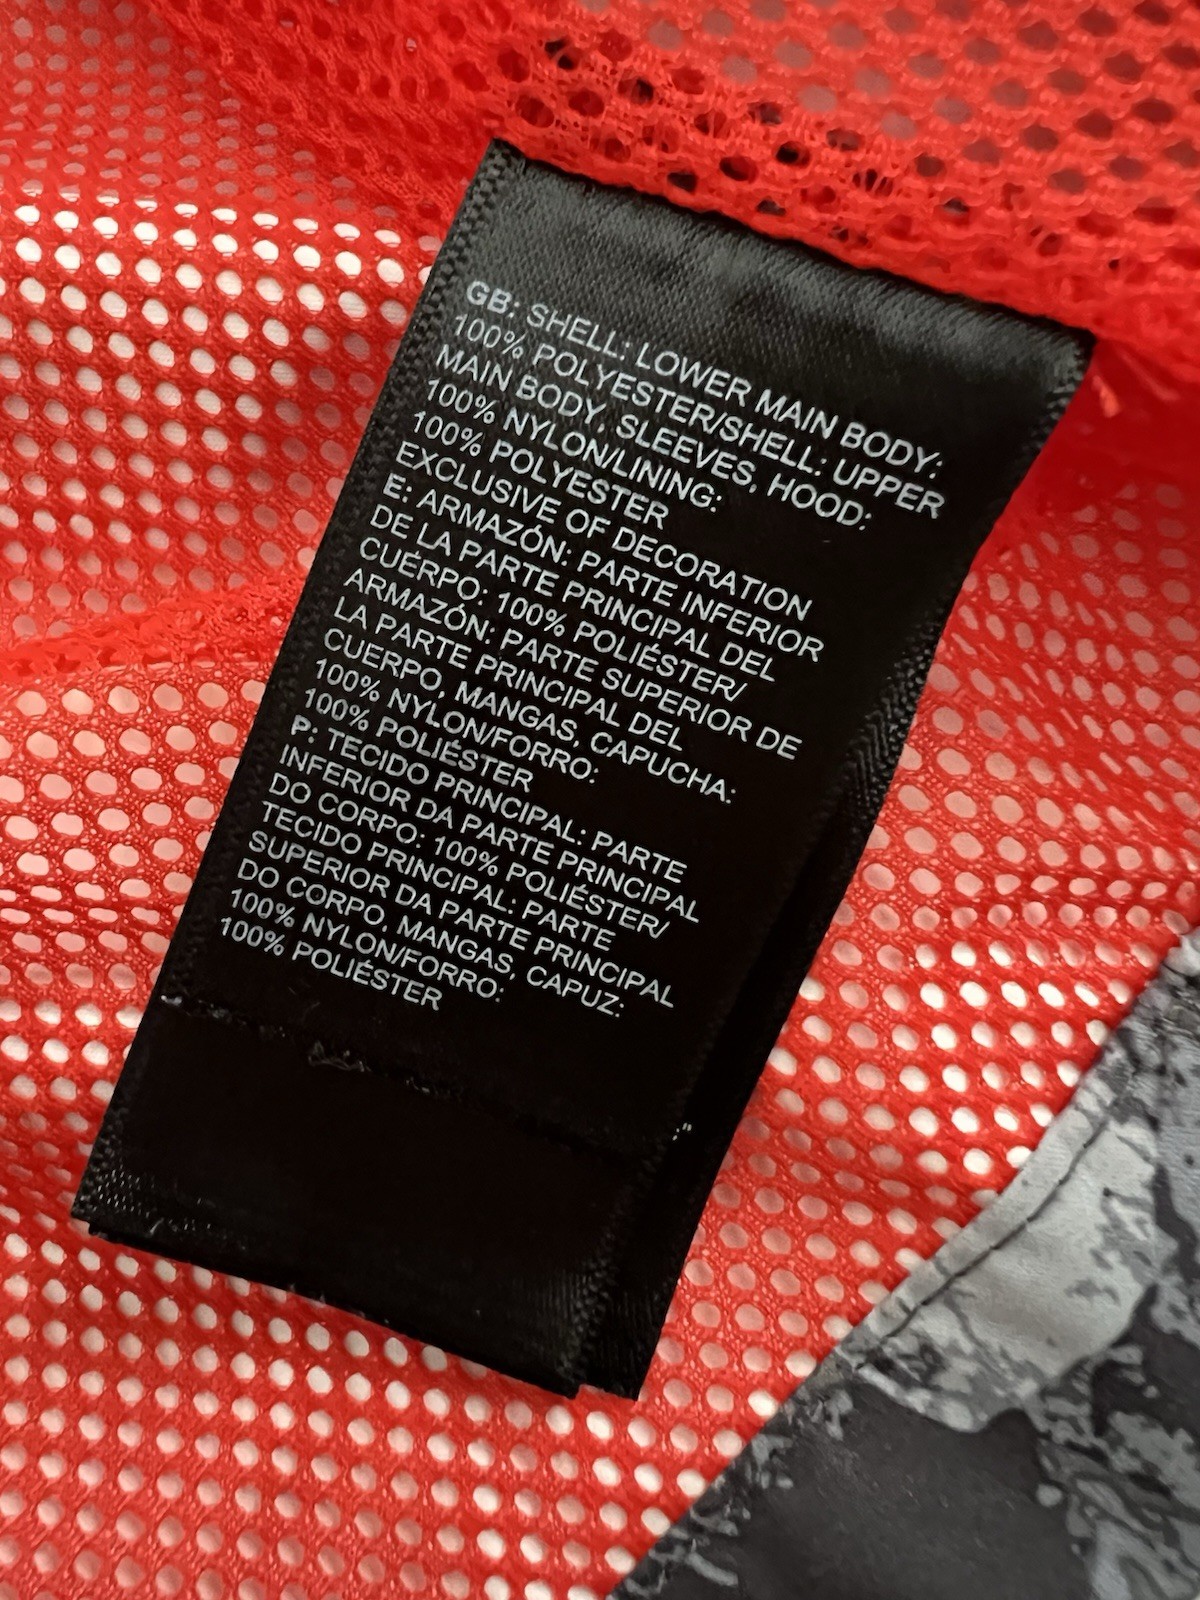 GB: SHELL: LOWER MAIN BODY:
100% POLYESTER/SHELL: UPPER
MAIN BODY, SLEEVES, HOOD:
100% NYLON/LINING:
100% POLYESTER
EXCLUSIVE OF DECORATION
E: ARMAZÓN: PARTE INFERIOR
DE LA PARTE PRINCIPAL DEL
CUERPO: 100% POLIÉSTER/
ARMAZÓN: PARTE SUPERIOR DE
LA PARTE PRINCIPAL DEL
CUERPO, MANGAS, CAPUCHA:
100% NYLON/FORRO:
100% POLIÉSTER
P: TECIDO PRINCIPAL: PARTE
INFERIOR DA PARTE PRINCIPAL
DO CORPO: 100% POLIÉSTER/
TECIDO PRINCIPAL: PARTE
SUPERIOR DA PARTE PRINCIPAL
DO CORPO, MANGAS, CAPUZ:
100% NYLON/FORRO:
100% POLIÉSTER